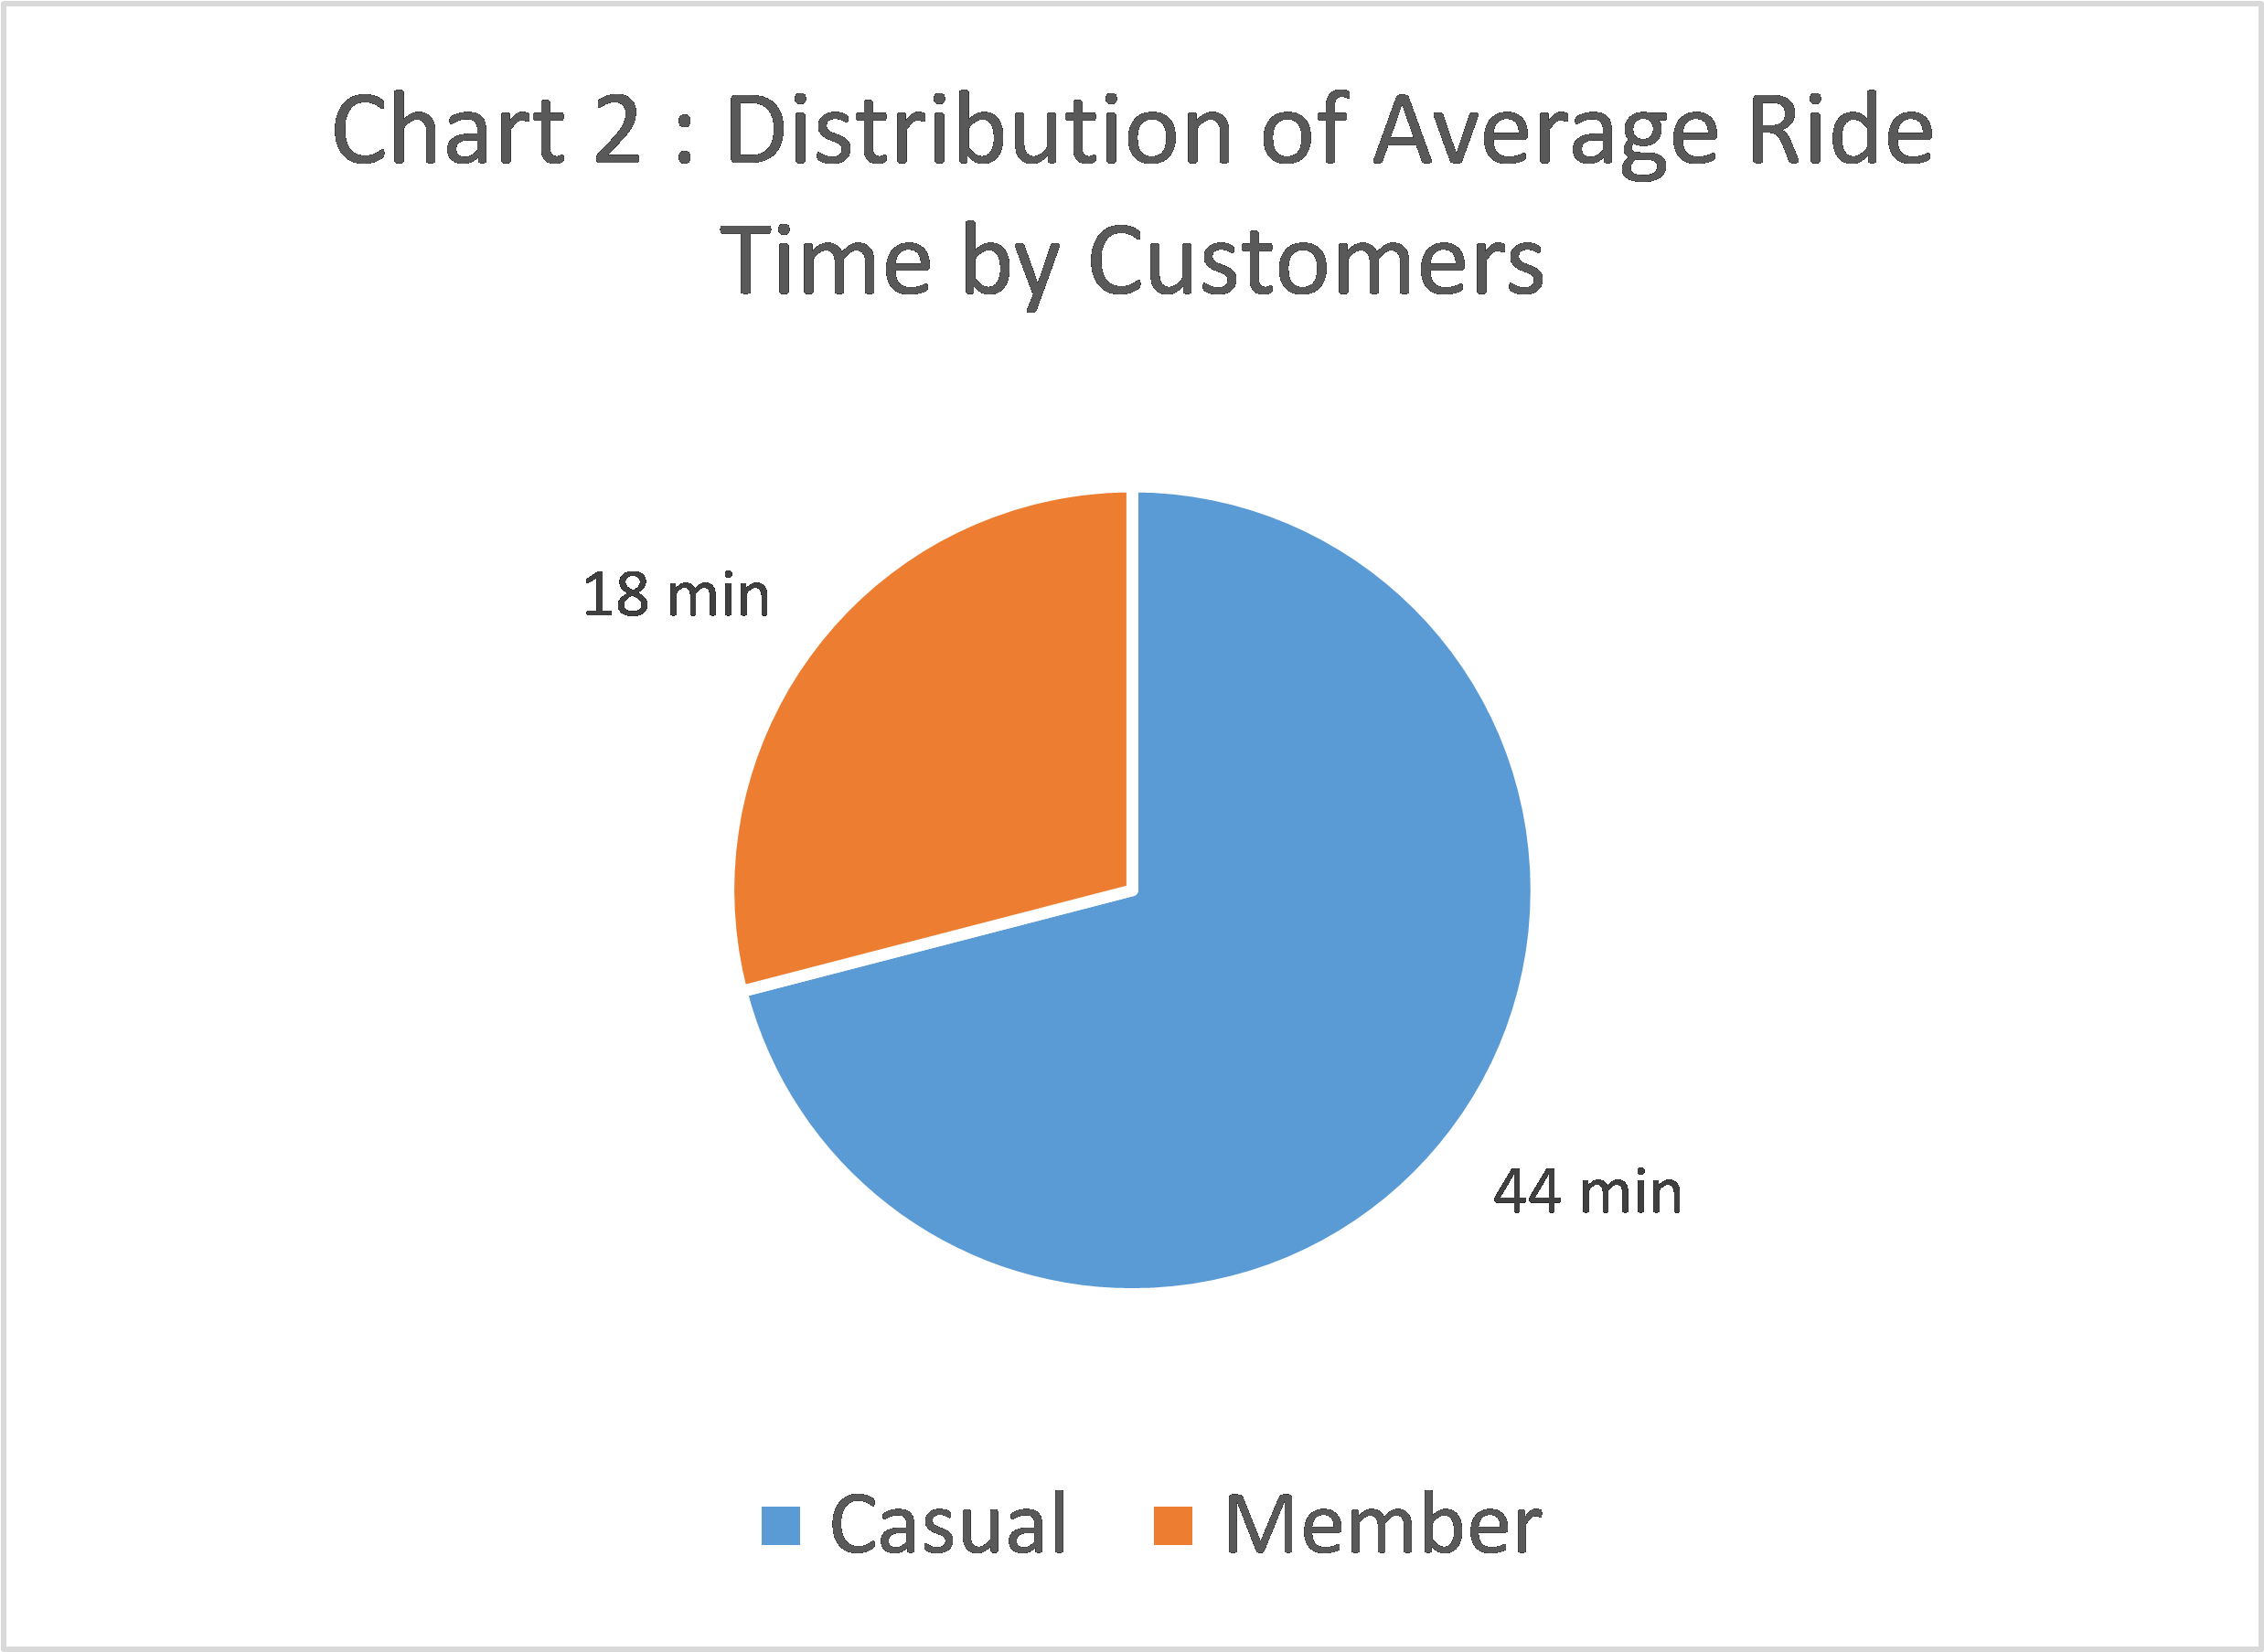 Chart 2 : Distribution of Average Ride
Time by Customers
18 min
44 min
Casual Member